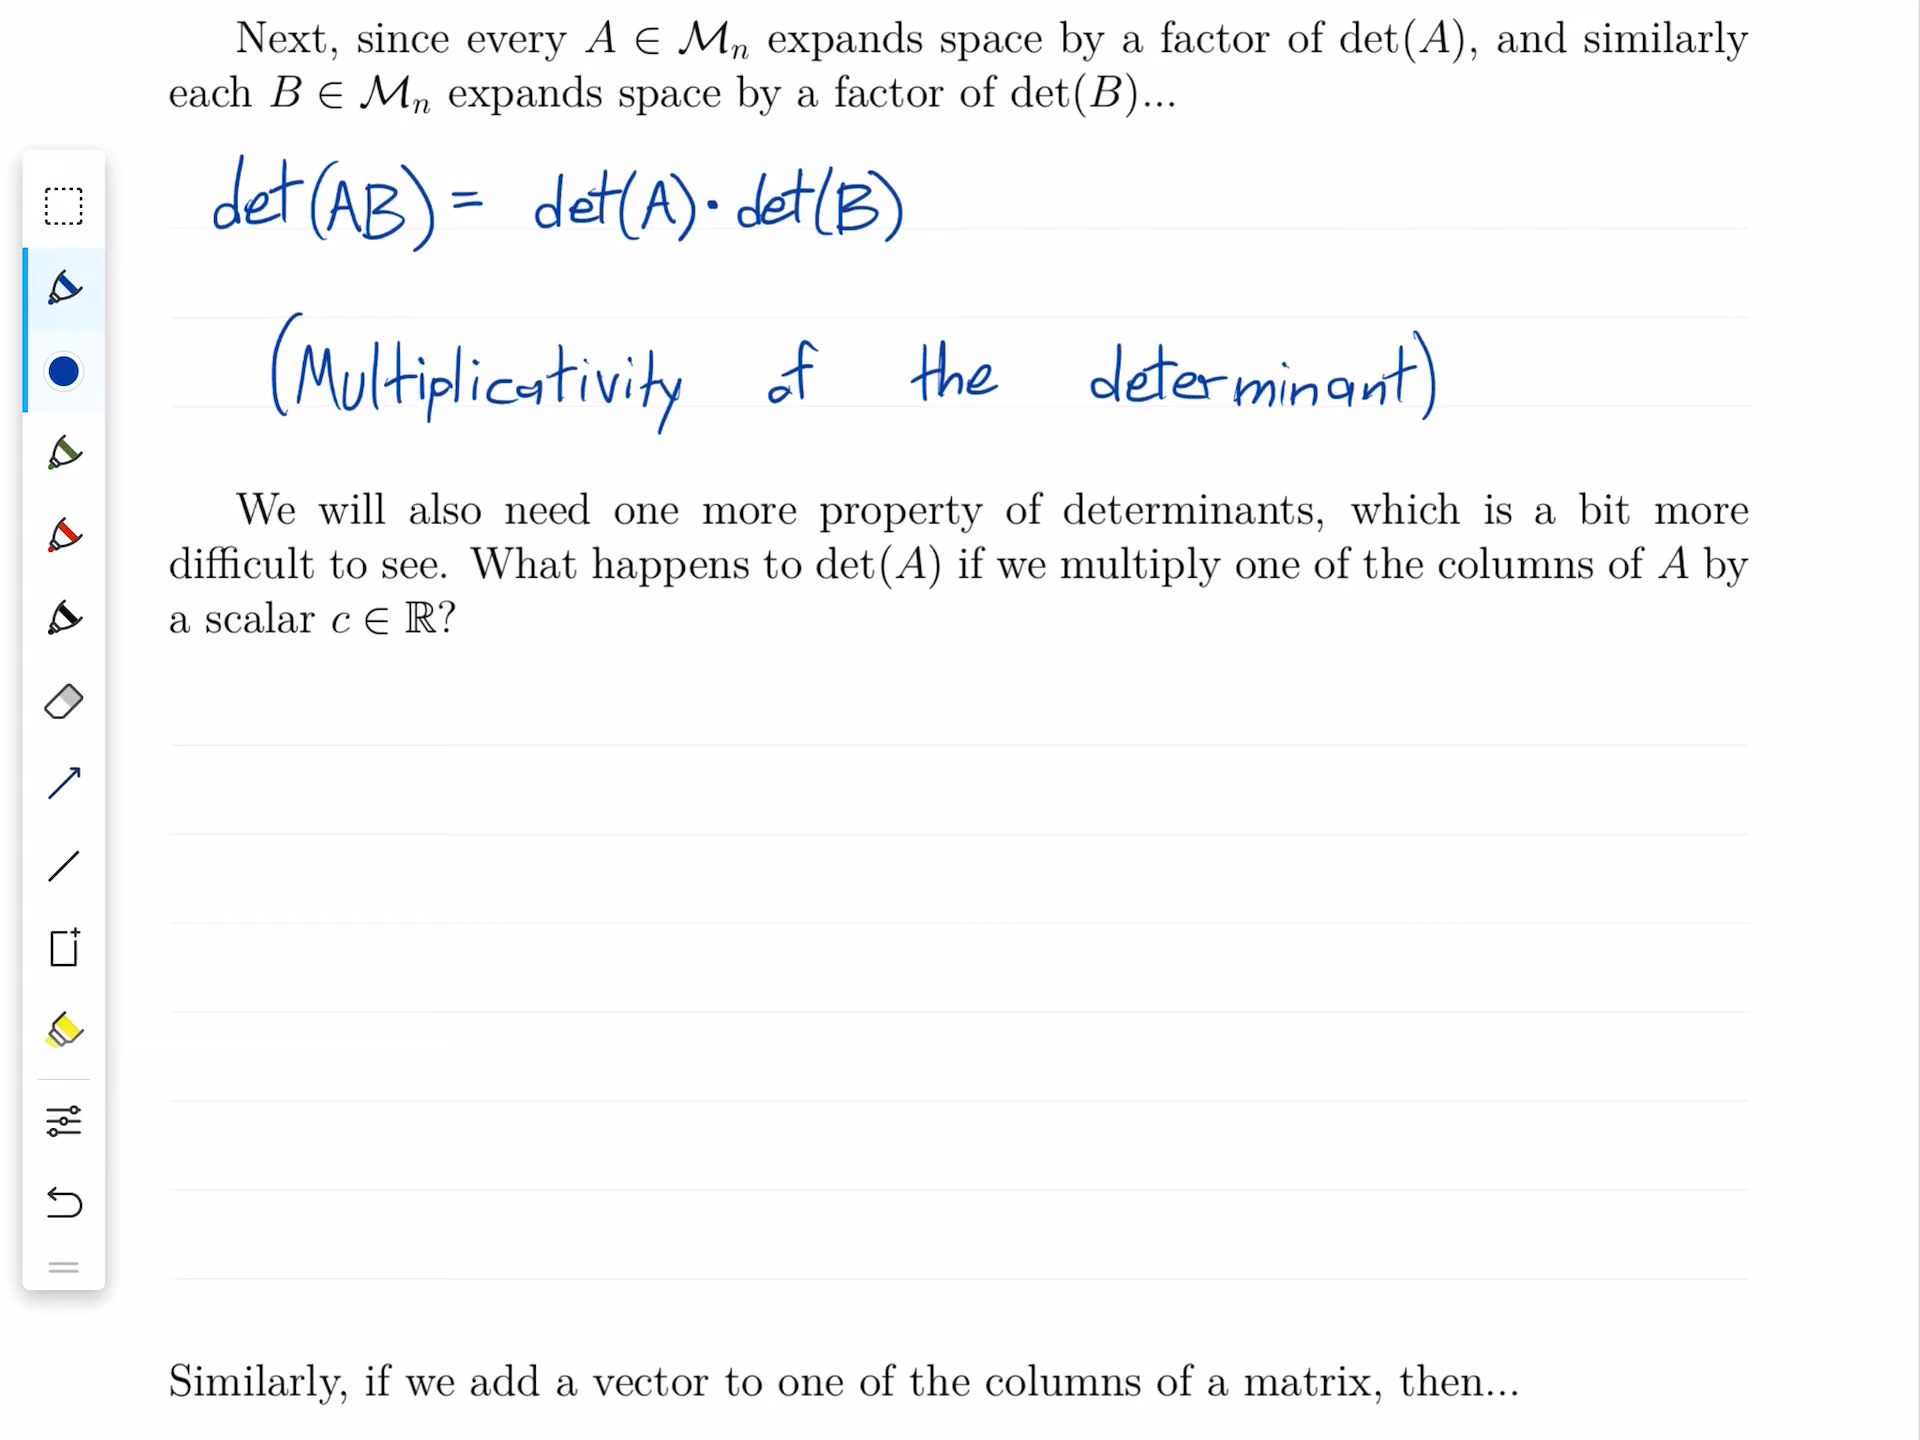 Next, since every A ∈ ℳₙ expands space by a factor of det(A), and similarly
each B ∈ ℳₙ expands space by a factor of det(B)...
det(AB) = det(A)·det(B)
(Multiplicativity of the determinant)
We will also need one more property of determinants, which is a bit more
difficult to see. What happens to det(A) if we multiply one of the columns of A by
a scalar c ∈ ℝ?
Similarly, if we add a vector to one of the columns of a matrix, then...